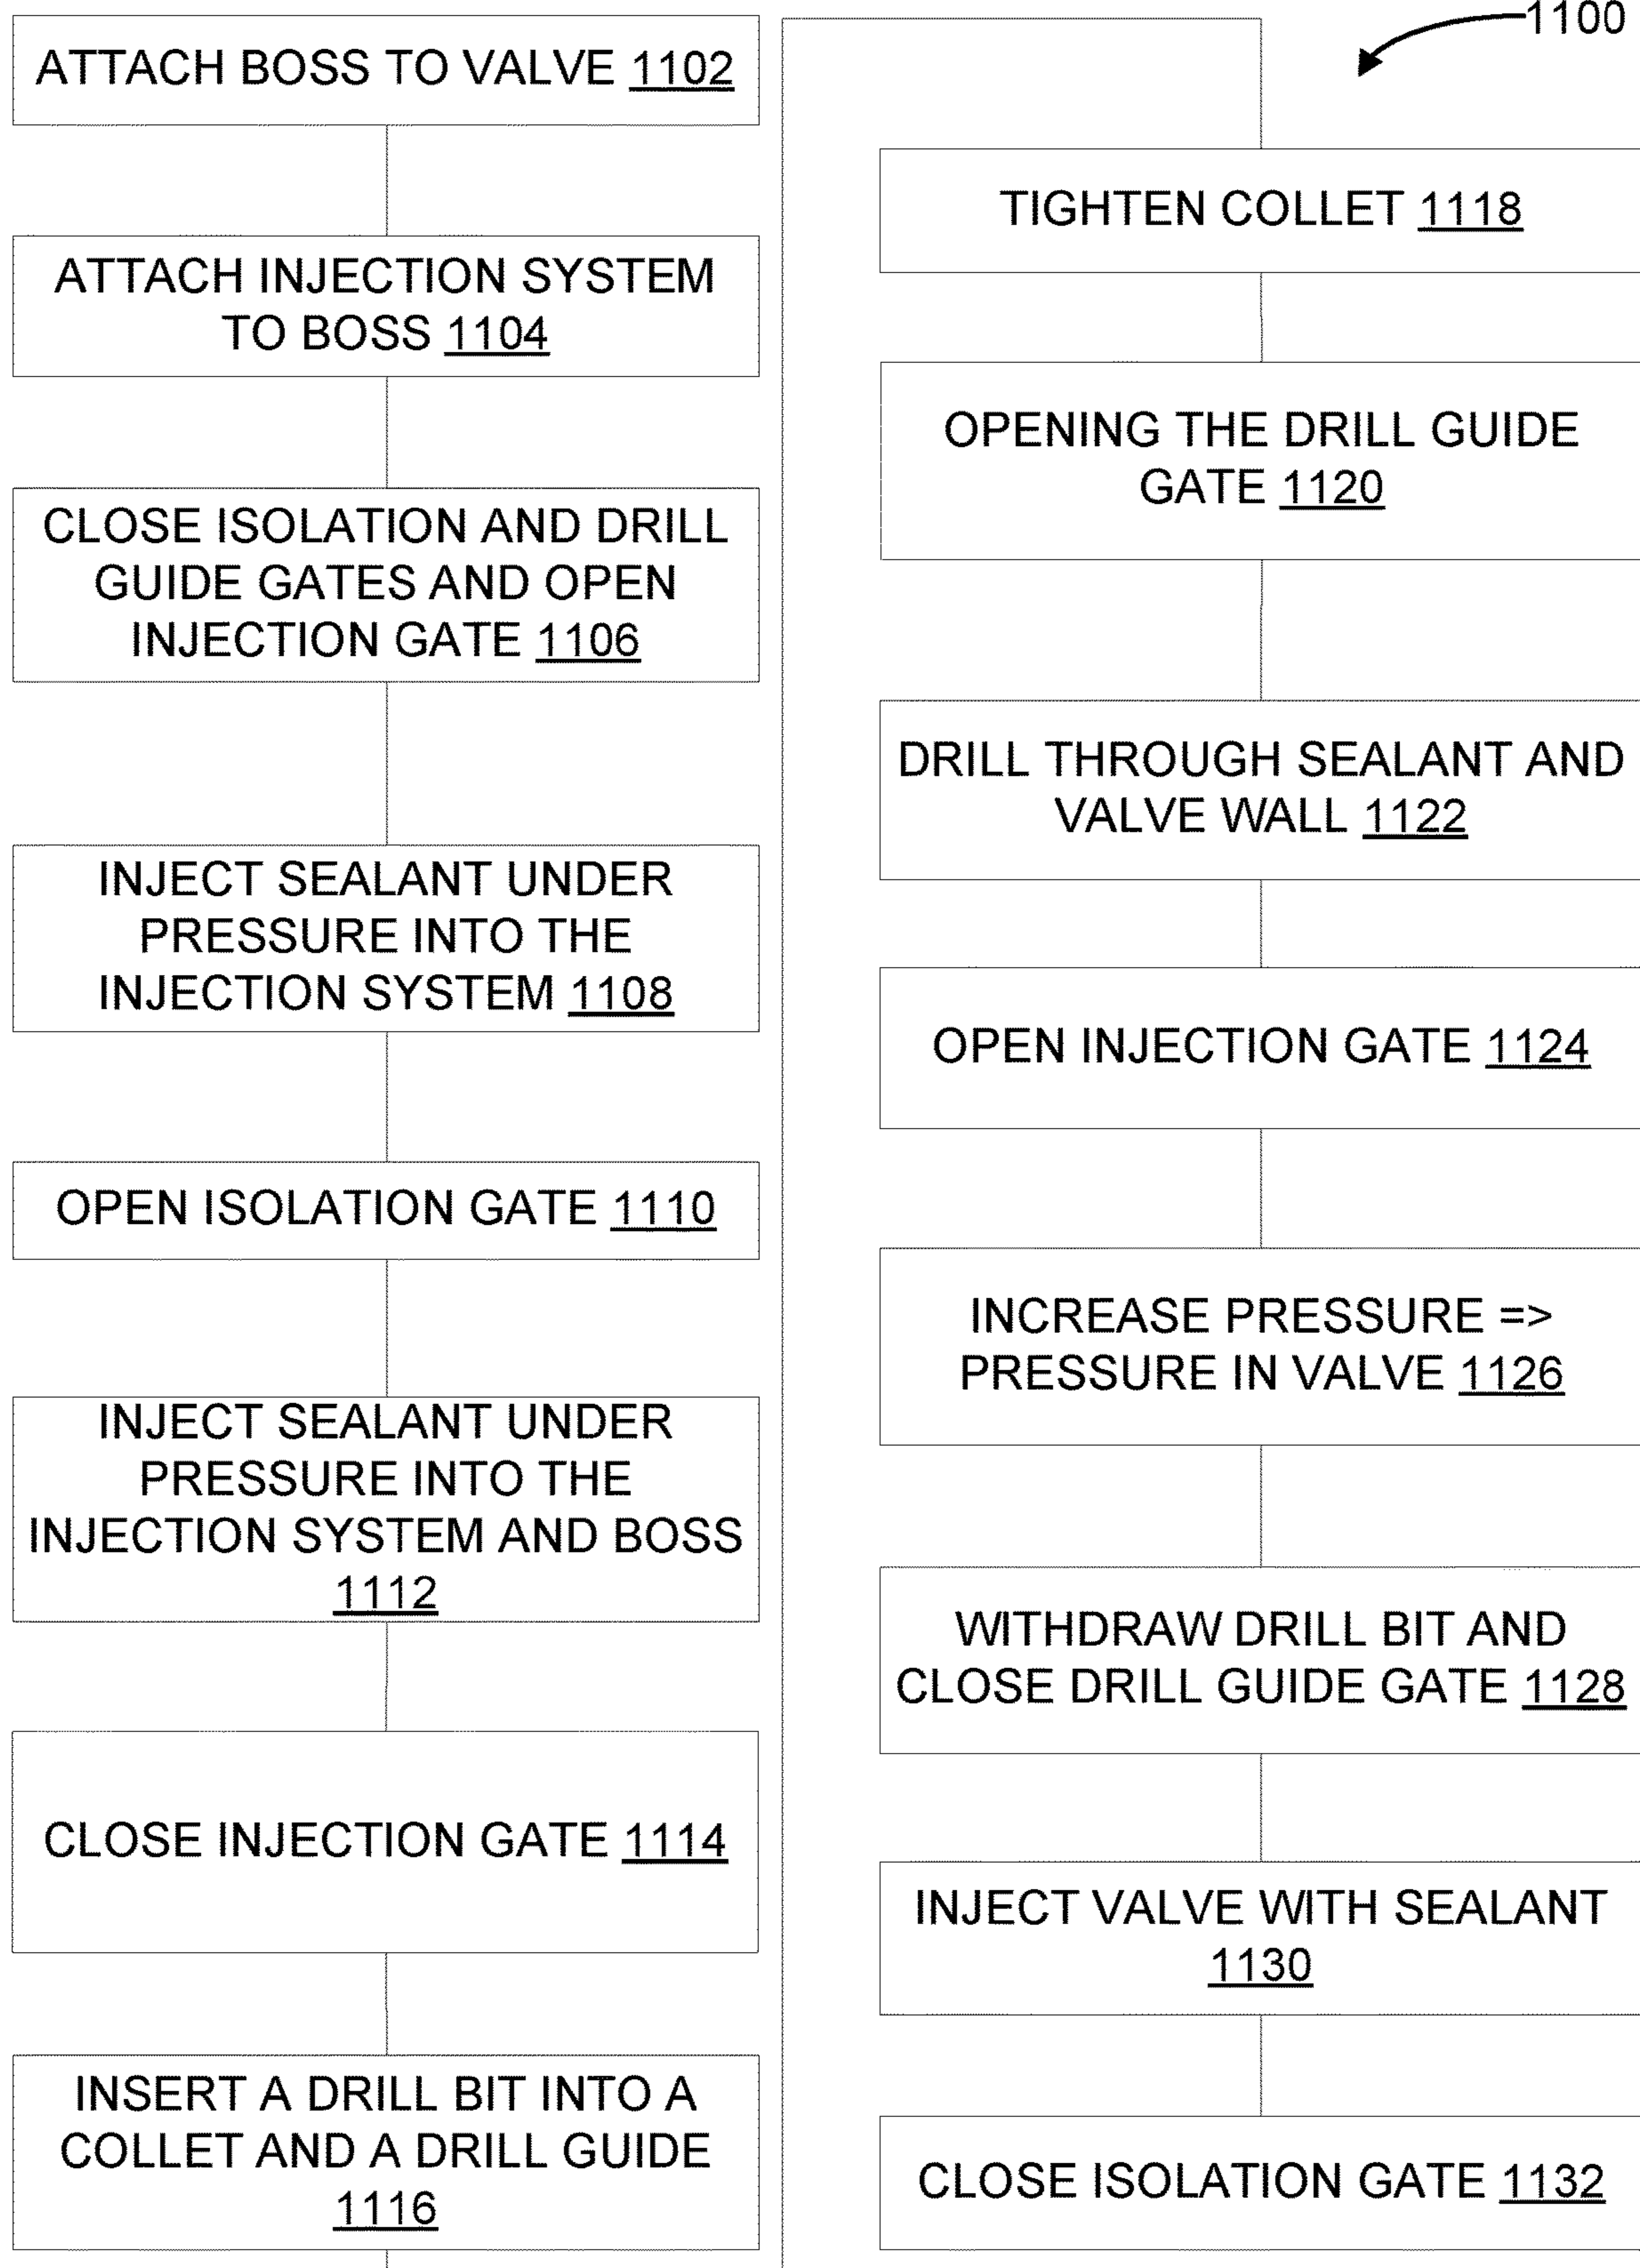 ATTACH BOSS TO VALVE 1102
ATTACH INJECTION SYSTEM
TO BOSS 1104
CLOSE ISOLATION AND DRILL
GUIDE GATES AND OPEN
INJECTION GATE 1106
INJECT SEALANT UNDER
PRESSURE INTO THE
INJECTION SYSTEM 1108
OPEN ISOLATION GATE 1110
INJECT SEALANT UNDER
PRESSURE INTO THE
INJECTION SYSTEM AND BOSS
1112
CLOSE INJECTION GATE 1114
INSERT A DRILL BIT INTO A
COLLET AND A DRILL GUIDE
1116
1100
TIGHTEN COLLET 1118
OPENING THE DRILL GUIDE
GATE 1120
DRILL THROUGH SEALANT AND
VALVE WALL 1122
OPEN INJECTION GATE 1124
INCREASE PRESSURE =>
PRESSURE IN VALVE 1126
WITHDRAW DRILL BIT AND
CLOSE DRILL GUIDE GATE 1128
INJECT VALVE WITH SEALANT
1130
CLOSE ISOLATION GATE 1132